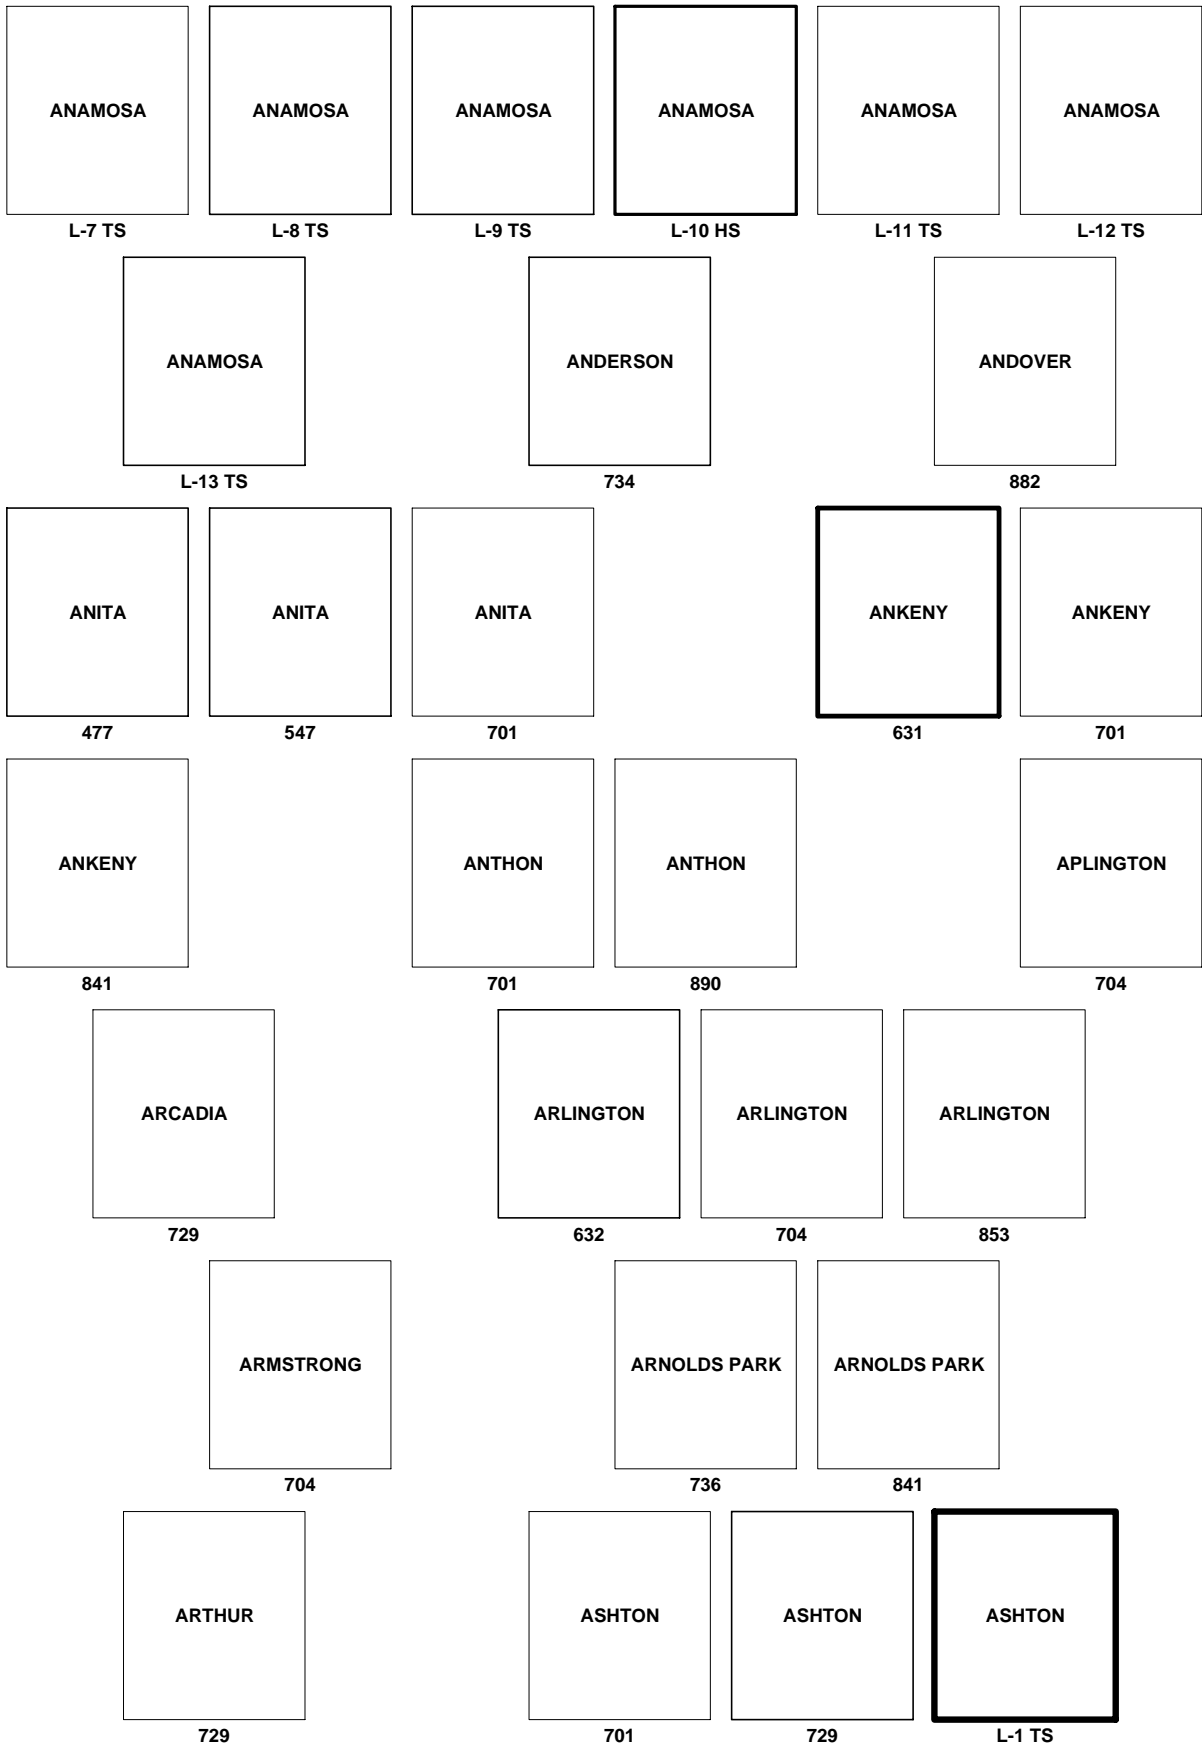 ANAMOSA ANAMOSA ANAMOSA ANAMOSA ANAMOSA ANAMOSA
L-7 TS L-8 TS L-9 TS L-10 HS L-11 TS L-12 TS
ANAMOSA ANDERSON ANDOVER
L-13 TS 734 882
ANITA ANITA ANITA ANKENY ANKENY
477 547 701 631 701
ANKENY ANTHON ANTHON APLINGTON
841 701 890 704
ARCADIA ARLINGTON ARLINGTON ARLINGTON
729 632 704 853
ARMSTRONG ARNOLDS PARK ARNOLDS PARK
704 736 841
ARTHUR ASHTON ASHTON ASHTON
729 701 729 L-1 TS